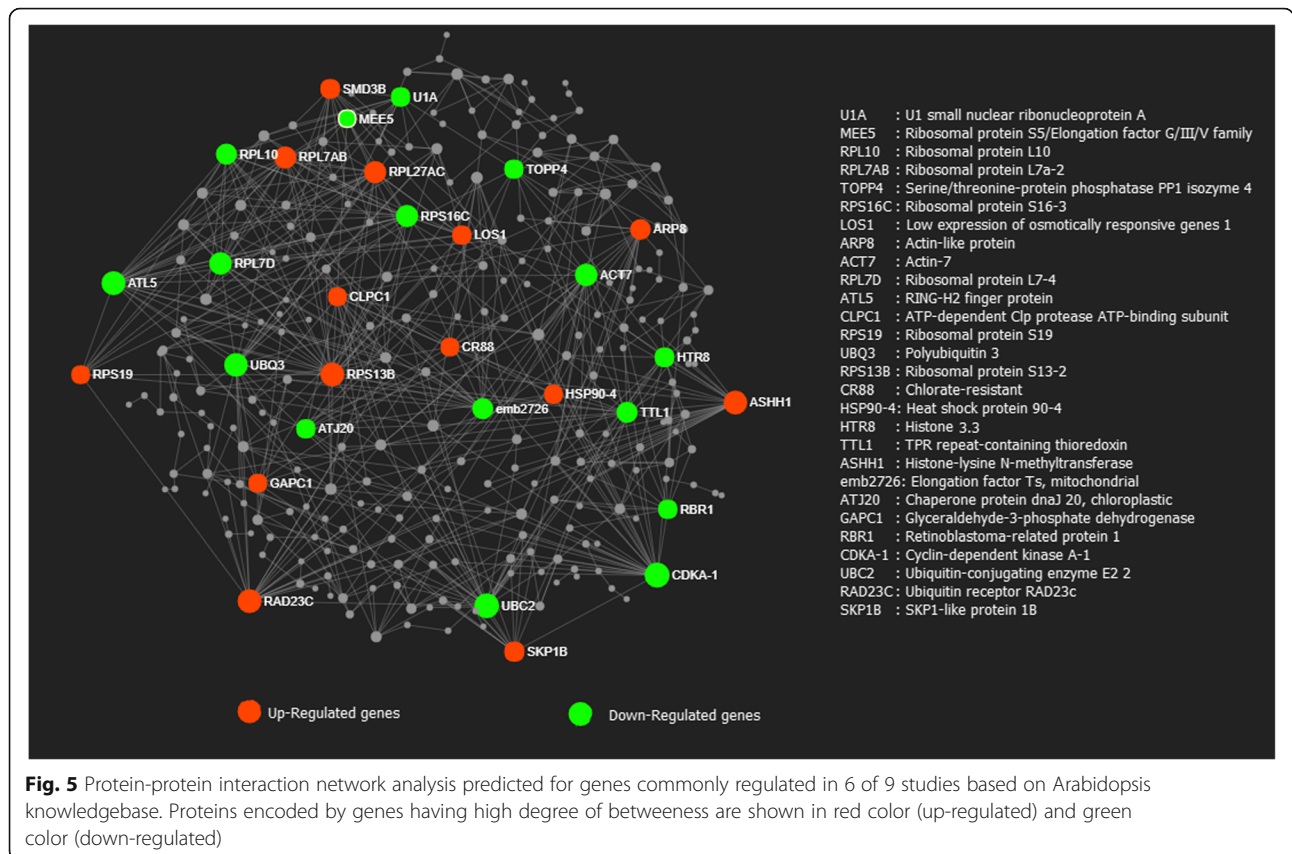 SMD3B
U1A
MEE5
RPL10
RPL7AB
RPL27AC
TOPP4
RPS16C
LOS1
ARP8
RPL7D
ACT7
ATL5
CLPC1
CR88
HTR8
RPS19
UBQ3
RPS13B
HSP90-4
ASHH1
emb2726
TTL1
ATJ20
GAPC1
RBR1
CDKA-1
RAD23C
UBC2
SKP1B
U1A : U1 small nuclear ribonucleoprotein A
MEE5 : Ribosomal protein S5/Elongation factor G/III/V family
RPL10 : Ribosomal protein L10
RPL7AB : Ribosomal protein L7a-2
TOPP4 : Serine/threonine-protein phosphatase PP1 isozyme 4
RPS16C : Ribosomal protein S16-3
LOS1 : Low expression of osmotically responsive genes 1
ARP8 : Actin-like protein
ACT7 : Actin-7
RPL7D : Ribosomal protein L7-4
ATL5 : RING-H2 finger protein
CLPC1 : ATP-dependent Clp protease ATP-binding subunit
RPS19 : Ribosomal protein S19
UBQ3 : Polyubiquitin 3
RPS13B : Ribosomal protein S13-2
CR88 : Chlorate-resistant
HSP90-4: Heat shock protein 90-4
HTR8 : Histone 3.3
TTL1 : TPR repeat-containing thioredoxin
ASHH1 : Histone-lysine N-methyltransferase
emb2726: Elongation factor Ts, mitochondrial
ATJ20 : Chaperone protein dnaJ 20, chloroplastic
GAPC1 : Glyceraldehyde-3-phosphate dehydrogenase
RBR1 : Retinoblastoma-related protein 1
CDKA-1 : Cyclin-dependent kinase A-1
UBC2 : Ubiquitin-conjugating enzyme E2 2
RAD23C : Ubiquitin receptor RAD23c
SKP1B : SKP1-like protein 1B
Up-Regulated genes
Down-Regulated genes
Fig. 5 Protein-protein interaction network analysis predicted for genes commonly regulated in 6 of 9 studies based on Arabidopsis
knowledgebase. Proteins encoded by genes having high degree of betweeness are shown in red color (up-regulated) and green
color (down-regulated)